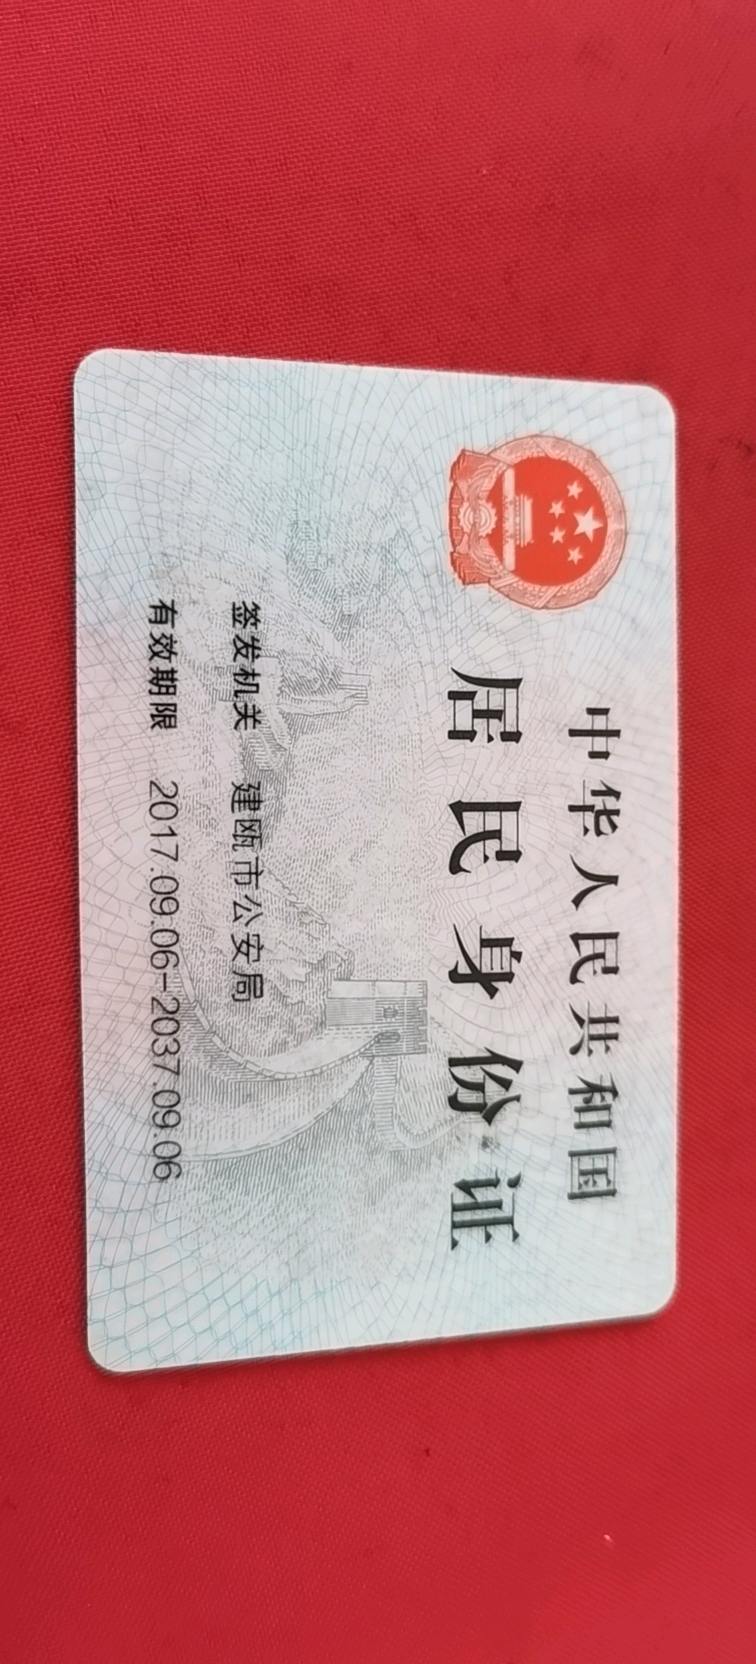 中华人民共和国
居民身份证
签发机关 建瓯市公安局
有效期限 2017.09.06-2037.09.06